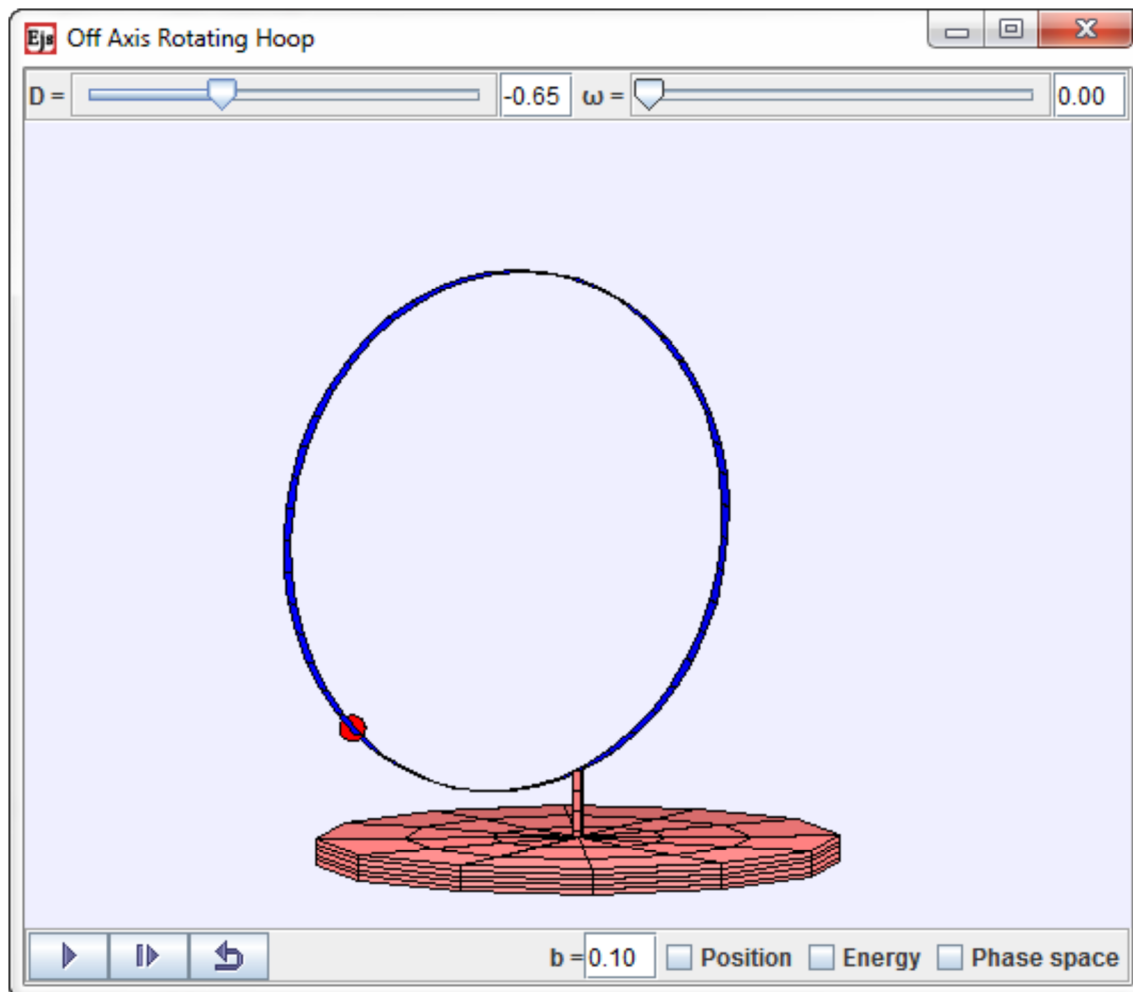 Ejs Off Axis Rotating Hoop
D = -0.65 ω = 0.00
b = 0.10 Position Energy Phase space